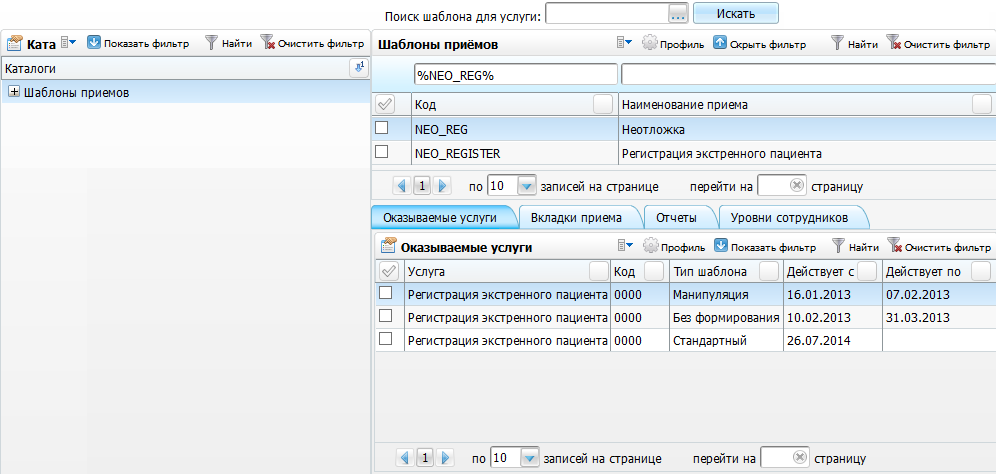 Поиск шаблона для услуги: ... Искать
Ката Показать фильтр Найти Очистить фильтр
Каталоги
Шаблоны приемов
Шаблоны приёмов Профиль Скрыть фильтр Найти Очистить фильтр
%NEO_REG%
Код Наименование приема
NEO_REG Неотложка
NEO_REGISTER Регистрация экстренного пациента
1 по 10 записей на странице перейти на страницу
Оказываемые услуги Вкладки приема Отчеты Уровни сотрудников
Оказываемые услуги Профиль Показать фильтр Найти Очистить фильтр
Услуга Код Тип шаблона Действует с Действует по
Регистрация экстренного пациента 0000 Манипуляция 16.01.2013 07.02.2013
Регистрация экстренного пациента 0000 Без формирования 10.02.2013 31.03.2013
Регистрация экстренного пациента 0000 Стандартный 26.07.2014
1 по 10 записей на странице перейти на страницу